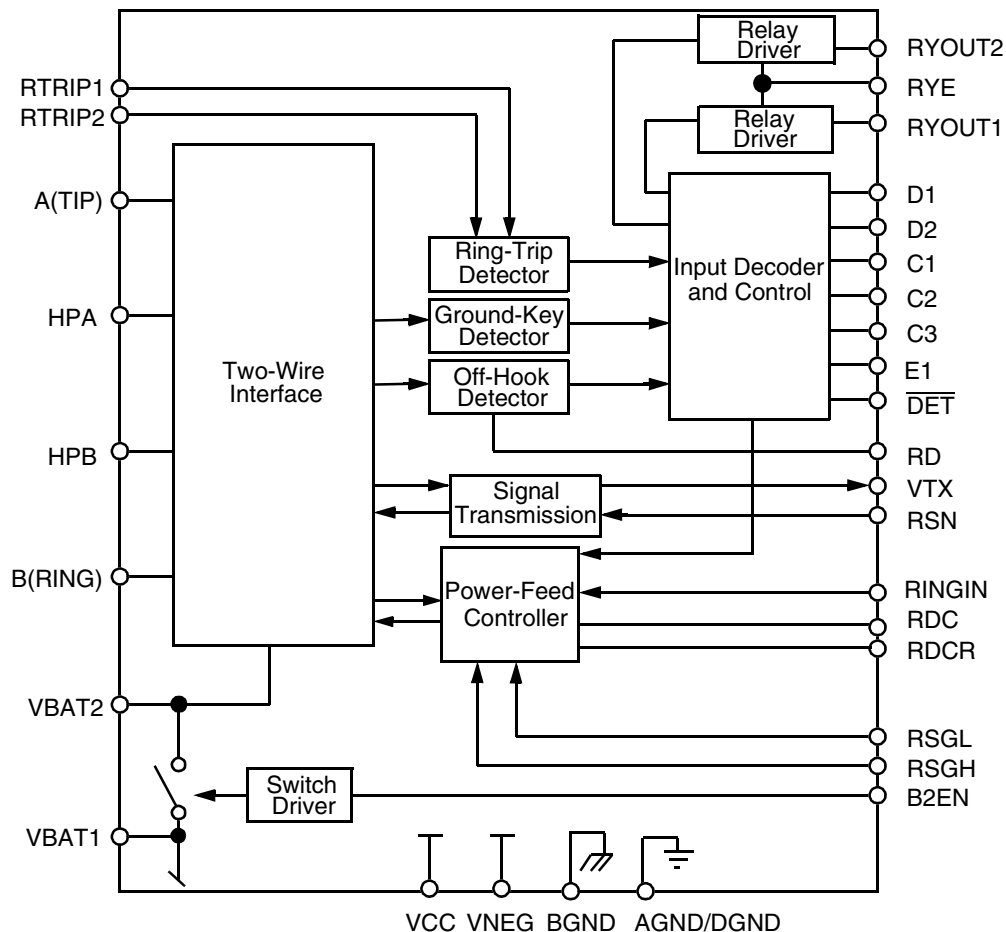 Relay
Driver
RYOUT2
RTRIP1
RYE
RTRIP2
Relay
Driver
RYOUT1
A(TIP)
D1
D2
Ring-Trip
Detector
Input Decoder
and Control
C1
C2
HPA
Ground-Key
Detector
C3
Two-Wire
Interface
Off-Hook
Detector
E1
DET
HPB
RD
Signal
Transmission
VTX
RSN
B(RING)
Power-Feed
Controller
RINGIN
RDC
RDCR
VBAT2
RSGL
RSGH
Switch
Driver
B2EN
VBAT1
VCC VNEG BGND AGND/DGND